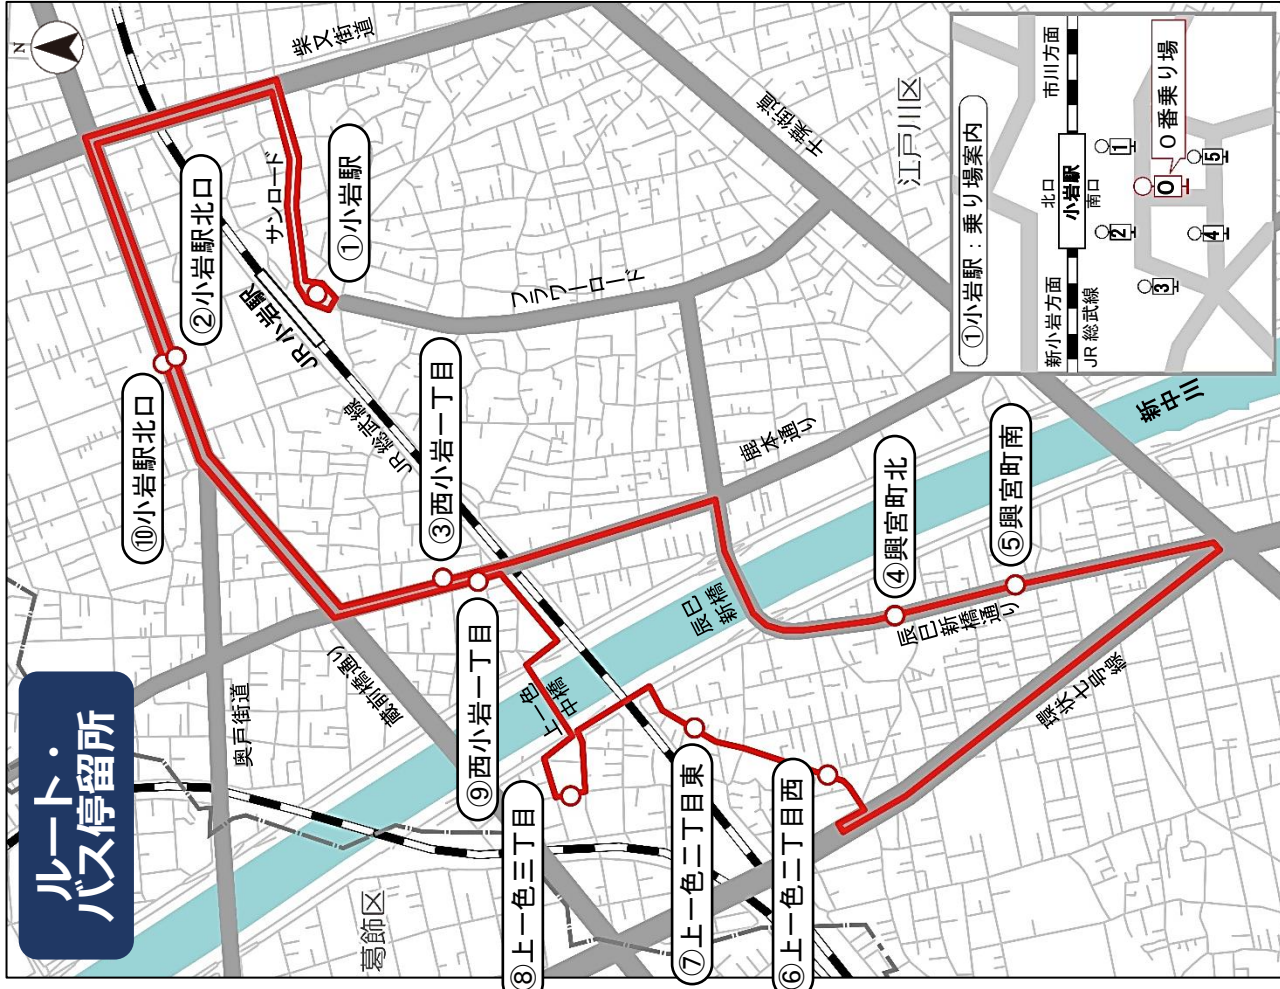 ルート・
バス停留所
N
柴又街道
千葉街道
江戸川区
サンロード
①小岩駅
②小岩駅北口
JR小岩駅
フラワーロード
⑩小岩駅北口
JR総武線
③西小岩一丁目
鹿本通り
新中川
④興宮町北
⑤興宮町南
辰巳
新橋
辰巳新橋通り
環状七号線
奥戸街道
蔵前橋通り
⑨西小岩一丁目
上一色
中橋
⑧上一色三丁目
⑦上一色二丁目東
⑥上一色二丁目西
葛飾区
①小岩駅：乗り場案内
新小岩方面
JR総武線
北口
小岩駅
南口
市川方面
0番乗り場
0
1
2
3
4
5